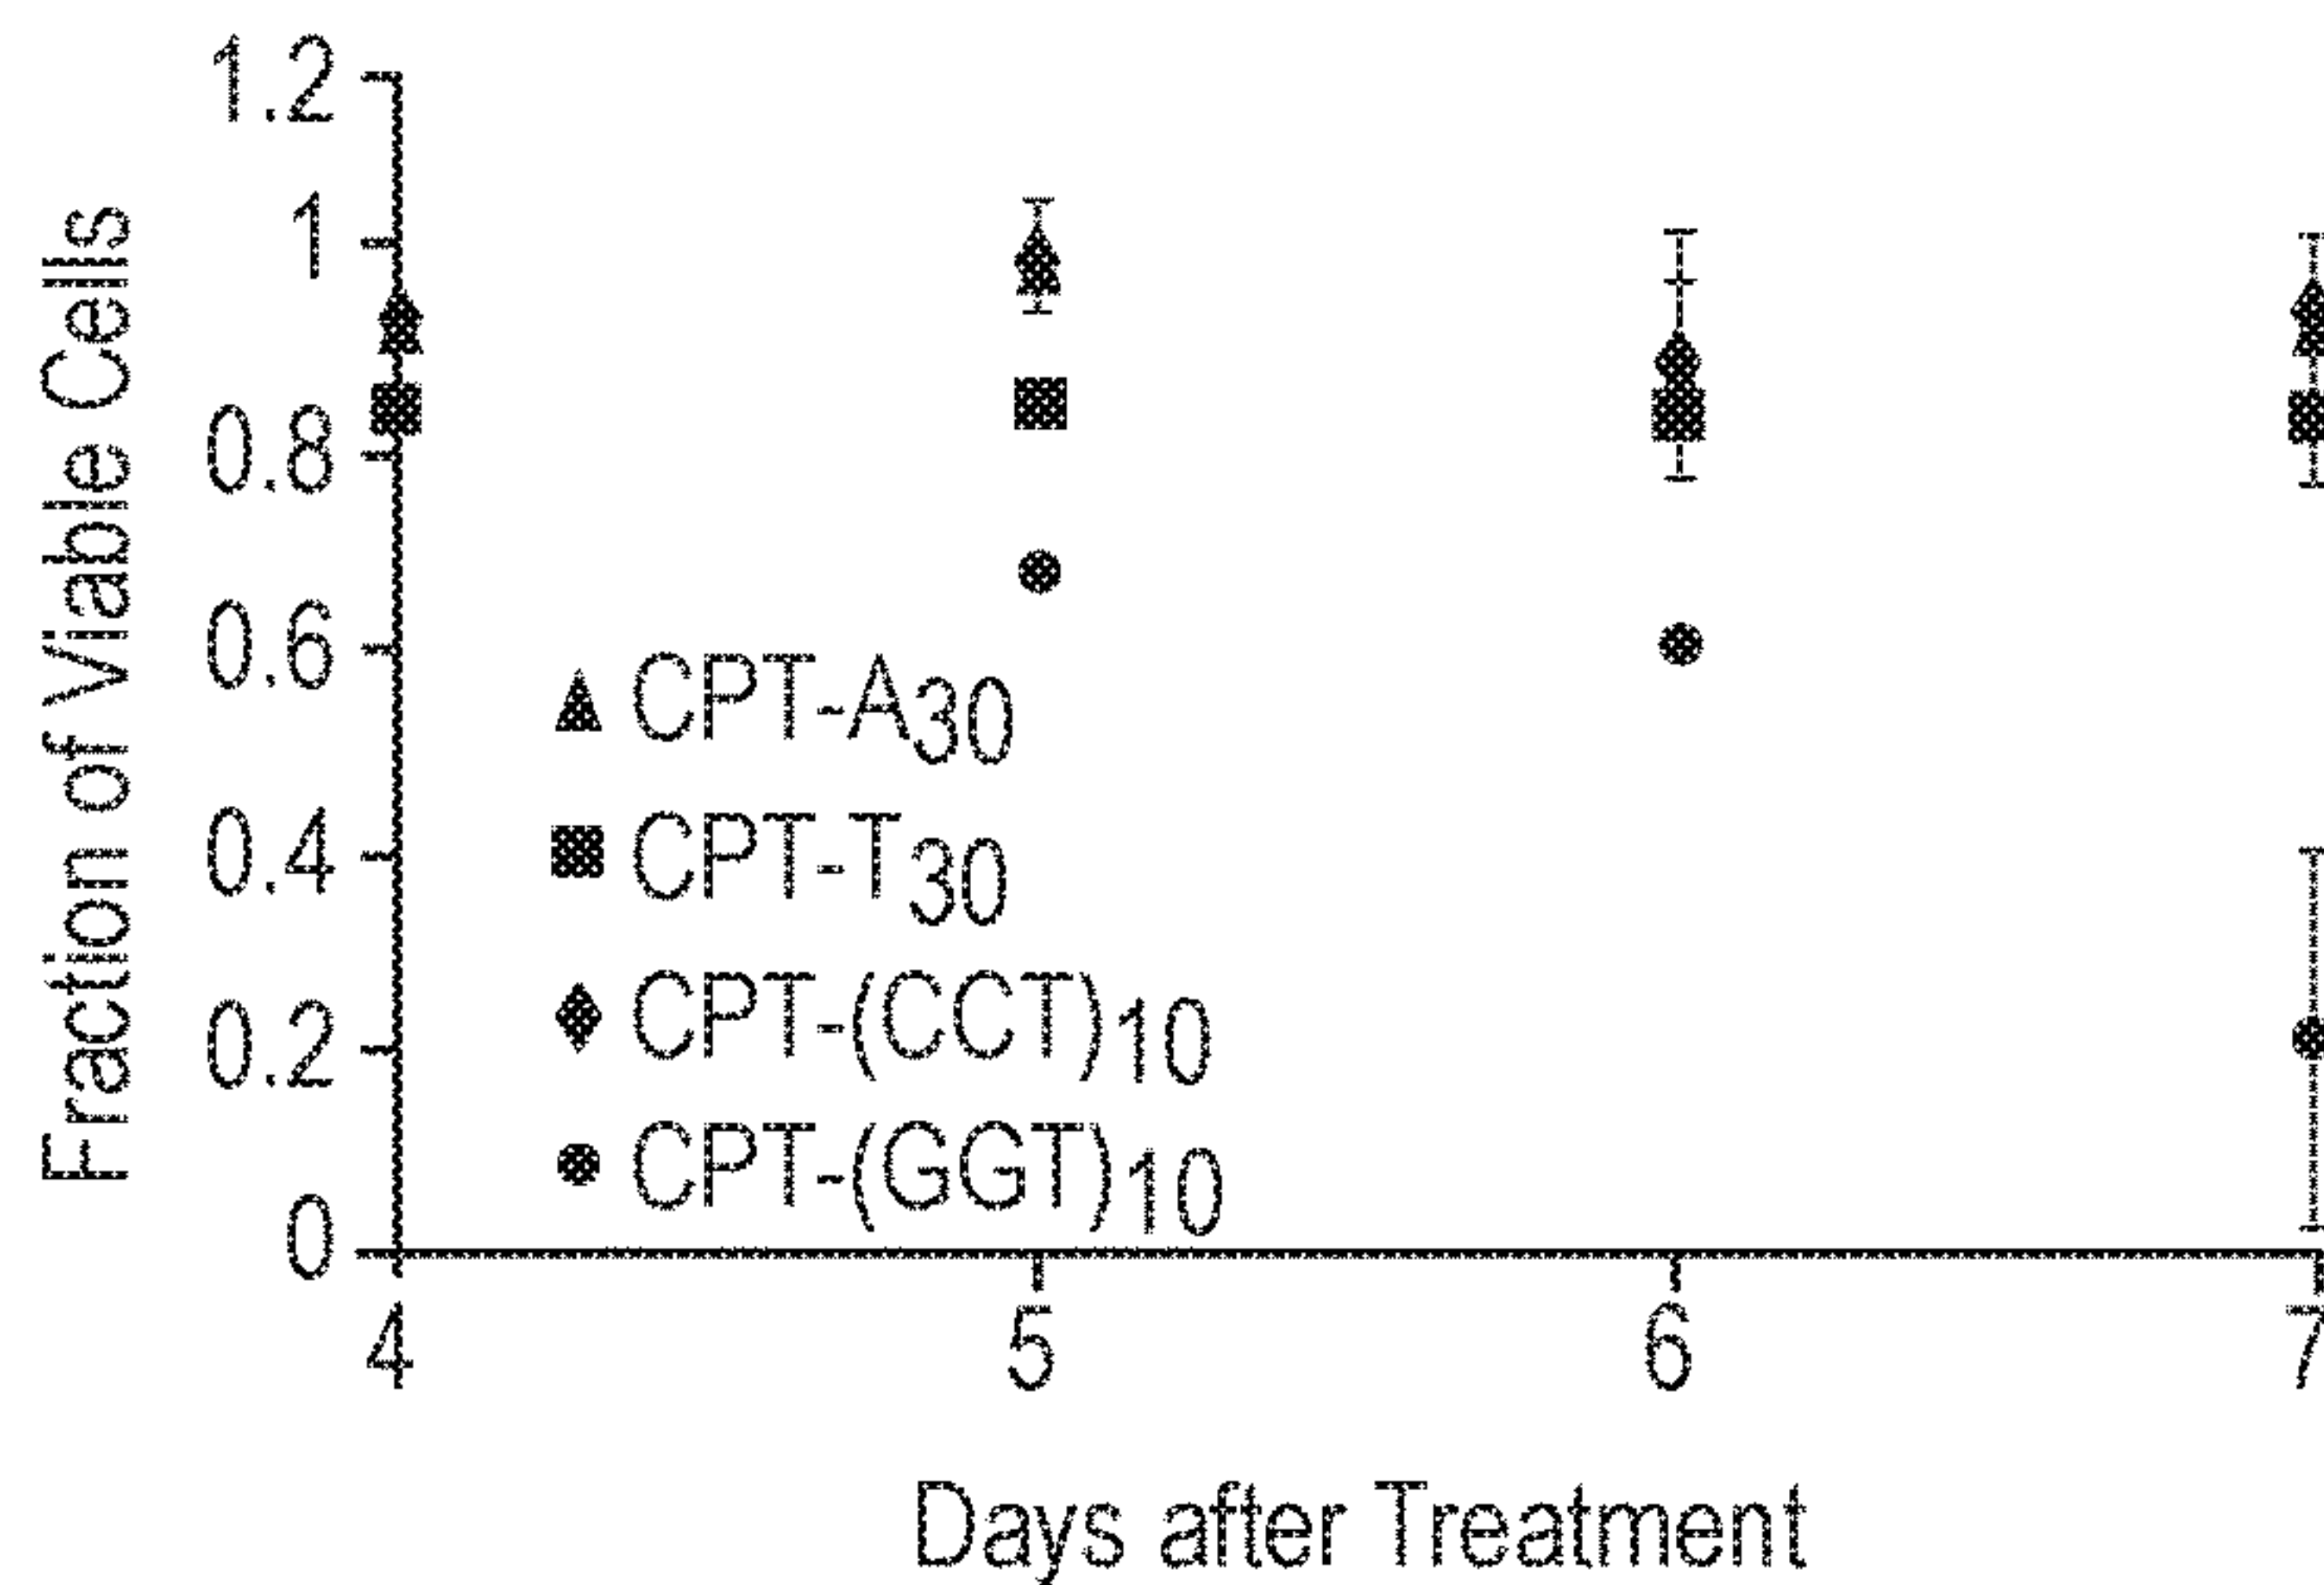 Fraction of Viable Cells
1.2
1
0.8
0.6
0.4
0.2
0
CPT-A30
CPT-T30
CPT-(CCT)10
CPT-(GGT)10
4 5 6 7
Days after Treatment